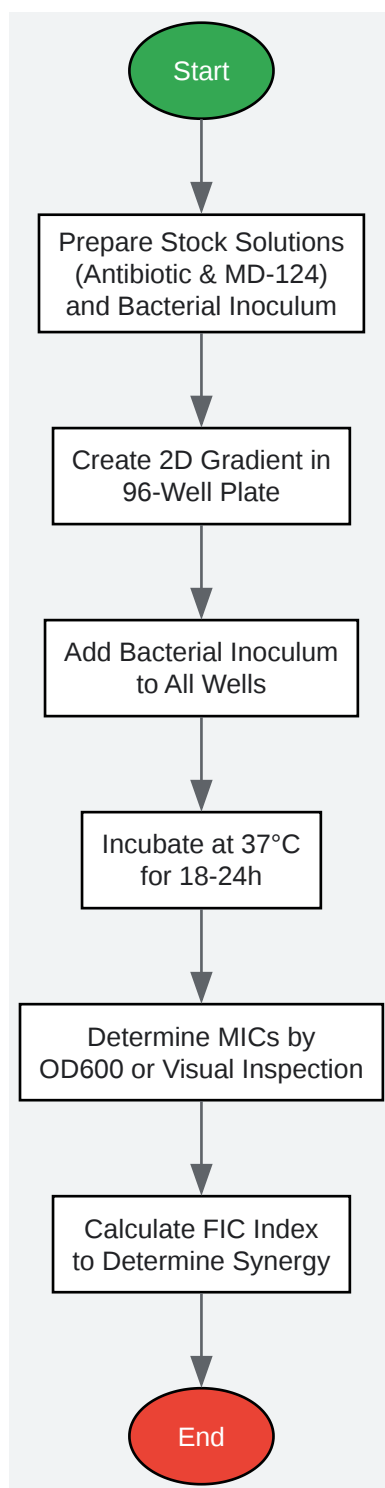 Start
Prepare Stock Solutions
(Antibiotic & MD-124)
and Bacterial Inoculum
Create 2D Gradient in
96-Well Plate
Add Bacterial Inoculum
to All Wells
Incubate at 37°C
for 18-24h
Determine MICs by
OD600 or Visual Inspection
Calculate FIC Index
to Determine Synergy
End